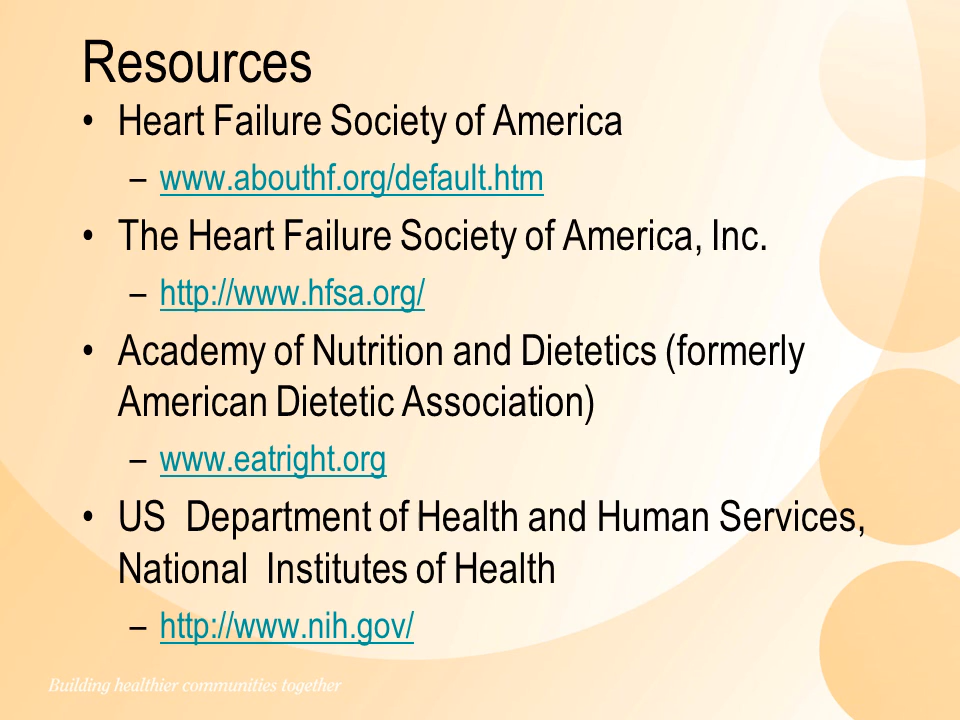 Resources
• Heart Failure Society of America
– www.abouthf.org/default.htm
• The Heart Failure Society of America, Inc.
– http://www.hfsa.org/
• Academy of Nutrition and Dietetics (formerly
American Dietetic Association)
– www.eatright.org
• US  Department of Health and Human Services,
National  Institutes of Health
– http://www.nih.gov/
Building healthier communities together